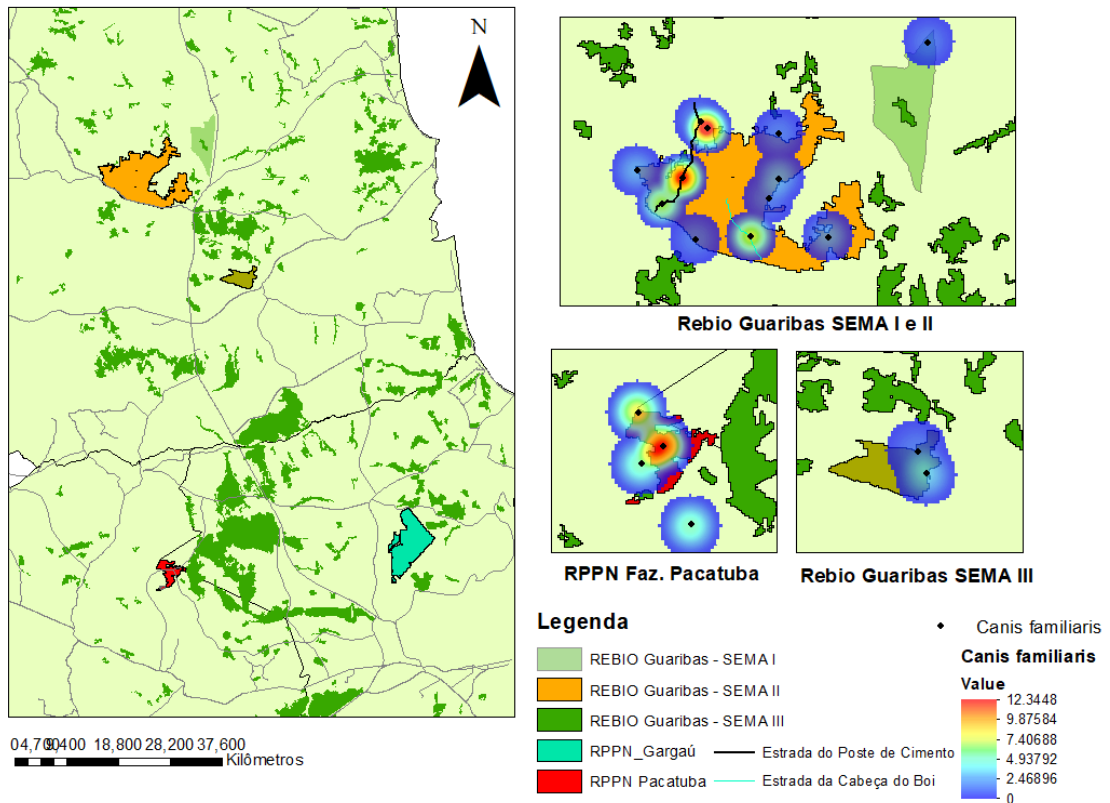 N
04,7009,400 18,800 28,200 37,600
Kilômetros
Rebio Guaribas SEMA I e II
RPPN Faz. Pacatuba
Rebio Guaribas SEMA III
Legenda
REBIO Guaribas - SEMA I
REBIO Guaribas - SEMA II
REBIO Guaribas - SEMA III
RPPN_Gargaú
RPPN Pacatuba
Estrada do Poste de Cimento
Estrada da Cabeça do Boi
Canis familiaris
Canis familiaris
Value
12.3448
9.87584
7.40688
4.93792
2.46896
0